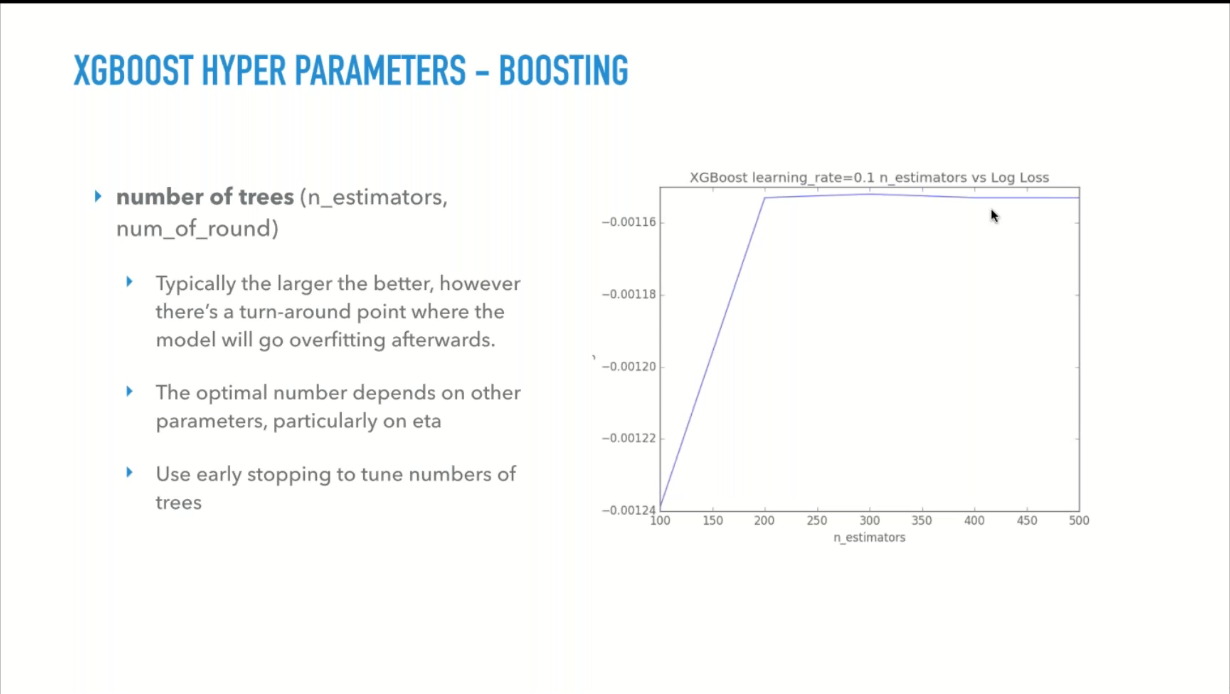 XGBOOST HYPER PARAMETERS – BOOSTING
number of trees (n_estimators,
num_of_round)
Typically the larger the better, however
there's a turn-around point where the
model will go overfitting afterwards.
The optimal number depends on other
parameters, particularly on eta
Use early stopping to tune numbers of
trees
XGBoost learning_rate=0.1 n_estimators vs Log Loss
−0.00116
−0.00118
−0.00120
−0.00122
−0.00124
100 150 200 250 300 350 400 450 500
n_estimators